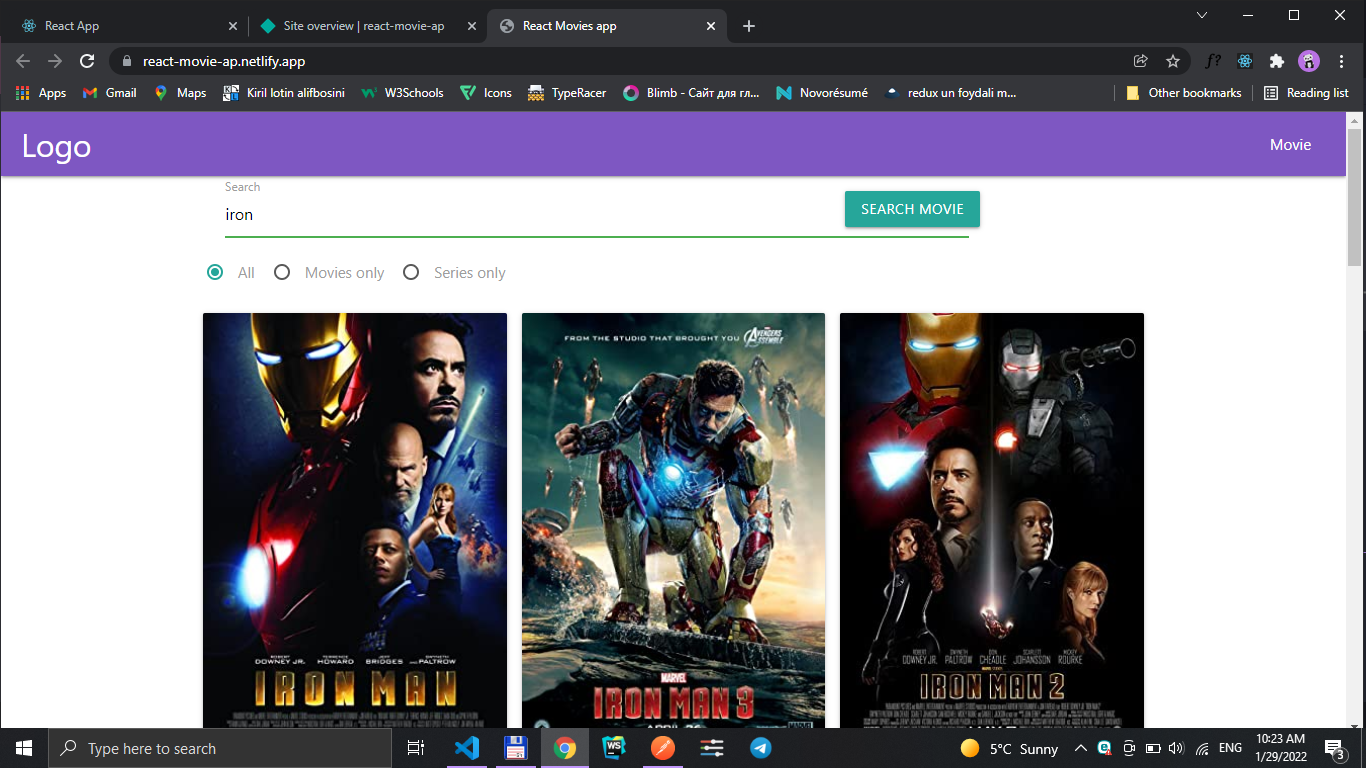 React App
Site overview | react-movie-ap
React Movies app
react-movie-ap.netlify.app
Apps
Gmail
Maps
Kiril lotin alifbosini
W3Schools
Icons
TypeRacer
Blimb - Сайт для гл...
Novorésumé
redux un foydali m...
Other bookmarks
Reading list
Logo
Movie
Search
iron
SEARCH MOVIE
All
Movies only
Series only
FROM THE STUDIO THAT BROUGHT YOU
AVENGERS
ASSEMBLE
ROBERT DOWNEY JR.
TERRENCE HOWARD
JEFF BRIDGES
AND GWYNETH PALTROW
IRON MAN
MARVEL
IRON MAN 3
ROBERT DOWNEY JR.
GWYNETH PALTROW
DON CHEADLE
SCARLETT JOHANSSON
MICKEY ROURKE
IRON MAN 2
Type here to search
WS
5°C Sunny
ENG
10:23 AM
1/29/2022
3